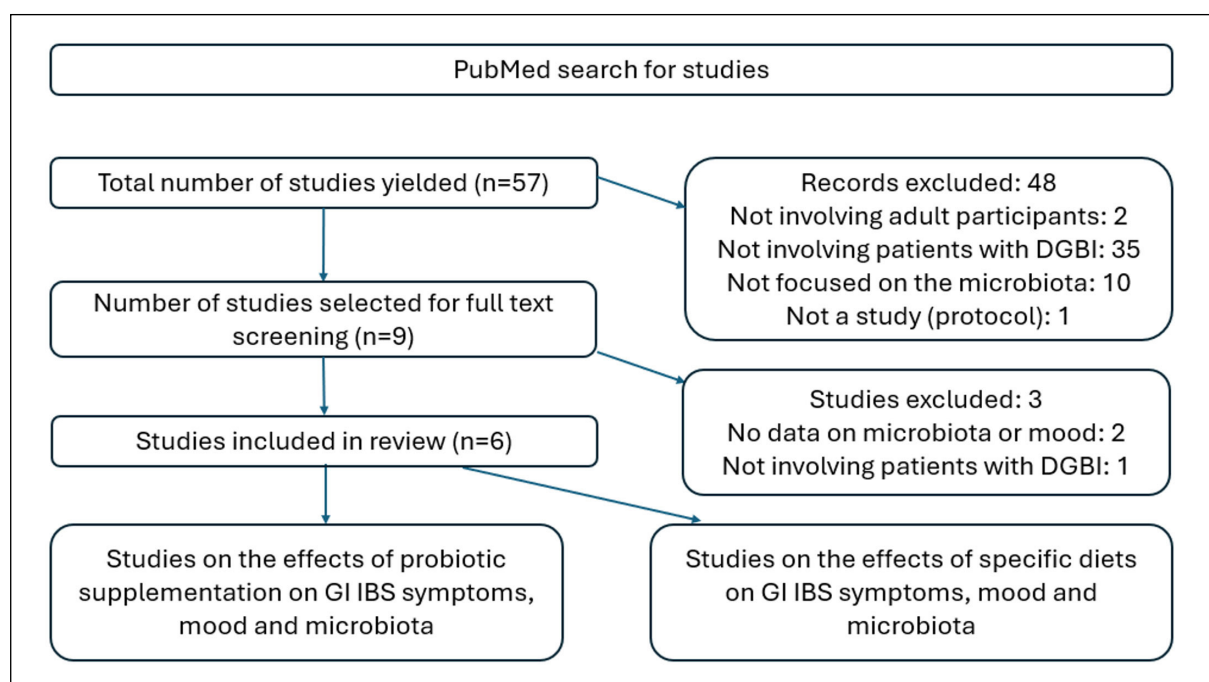 PubMed search for studies
Total number of studies yielded (n=57)
Records excluded: 48
Not involving adult participants: 2
Not involving patients with DGBI: 35
Not focused on the microbiota: 10
Not a study (protocol): 1
Number of studies selected for full text
screening (n=9)
Studies excluded: 3
No data on microbiota or mood: 2
Not involving patients with DGBI: 1
Studies included in review (n=6)
Studies on the effects of probiotic
supplementation on GI IBS symptoms,
mood and microbiota
Studies on the effects of specific diets
on GI IBS symptoms, mood and
microbiota